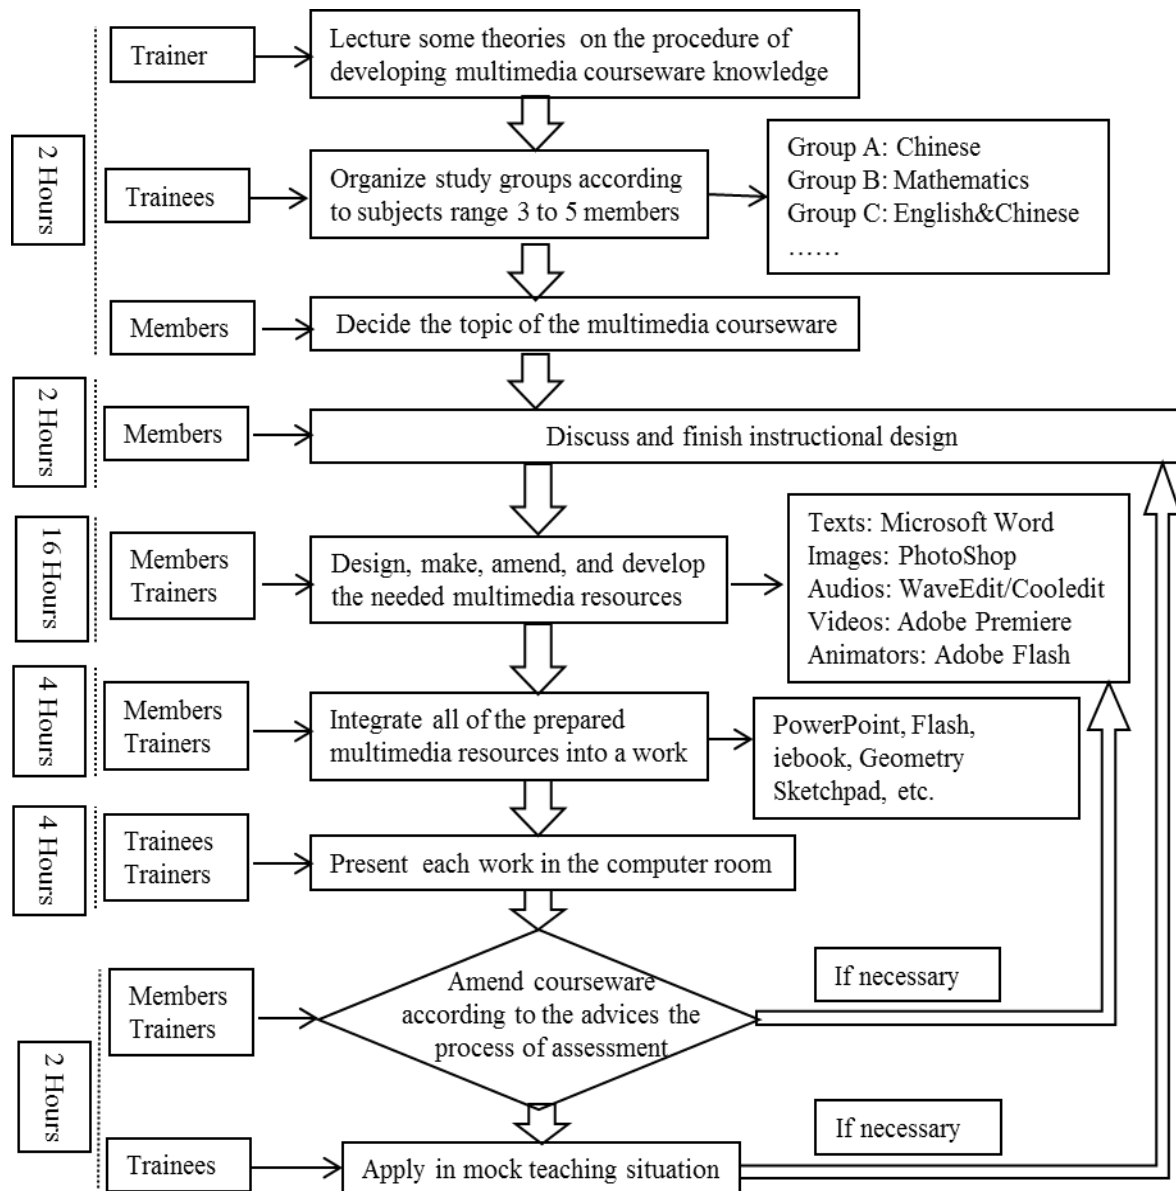 Trainer
Lecture some theories on the procedure of
developing multimedia courseware knowledge
2 Hours
Trainees
Organize study groups according
to subjects range 3 to 5 members
Group A: Chinese
Group B: Mathematics
Group C: English&Chinese
......
Members
Decide the topic of the multimedia courseware
2 Hours
Members
Discuss and finish instructional design
16 Hours
Members
Trainers
Design, make, amend, and develop
the needed multimedia resources
Texts: Microsoft Word
Images: PhotoShop
Audios: WaveEdit/Cooledit
Videos: Adobe Premiere
Animators: Adobe Flash
4 Hours
Members
Trainers
Integrate all of the prepared
multimedia resources into a work
PowerPoint, Flash,
iebook, Geometry
Sketchpad, etc.
4 Hours
Trainees
Trainers
Present each work in the computer room
2 Hours
Members
Trainers
Amend courseware
according to the advices the
process of assessment
If necessary
Trainees
Apply in mock teaching situation
If necessary